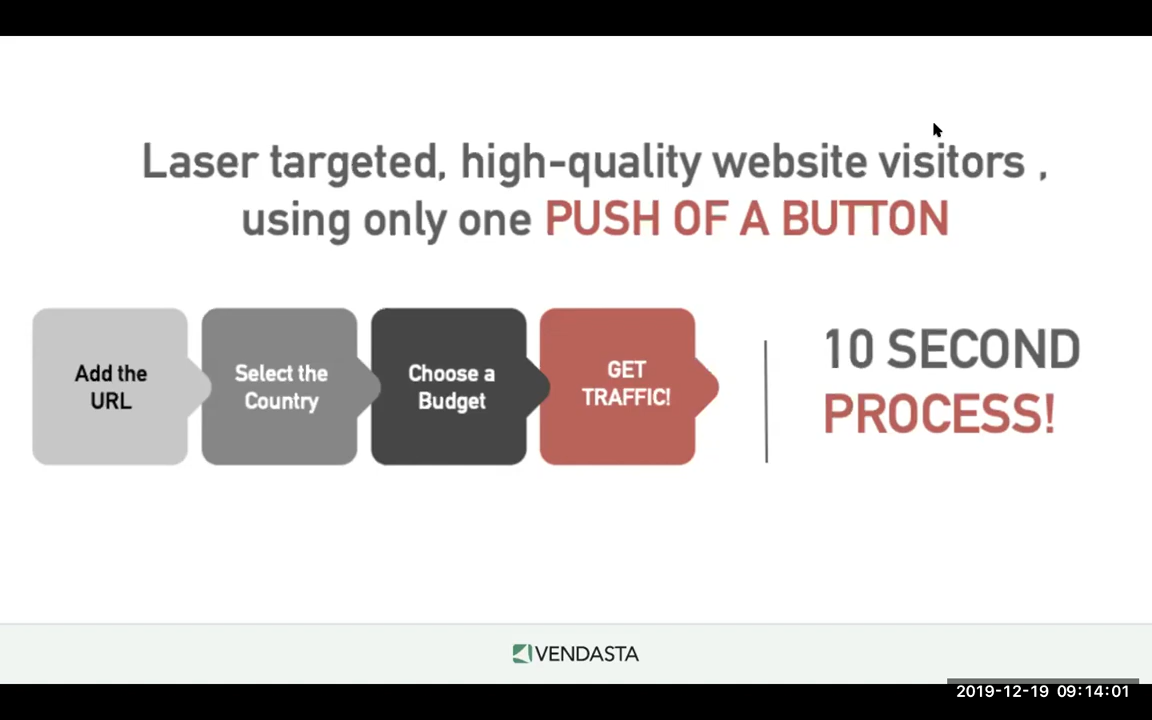 Laser targeted, high-quality website visitors ,
using only one PUSH OF A BUTTON
Add the
URL
Select the
Country
Choose a
Budget
GET
TRAFFIC!
10 SECOND
PROCESS!
VENDASTA
2019-12-19 09:14:01